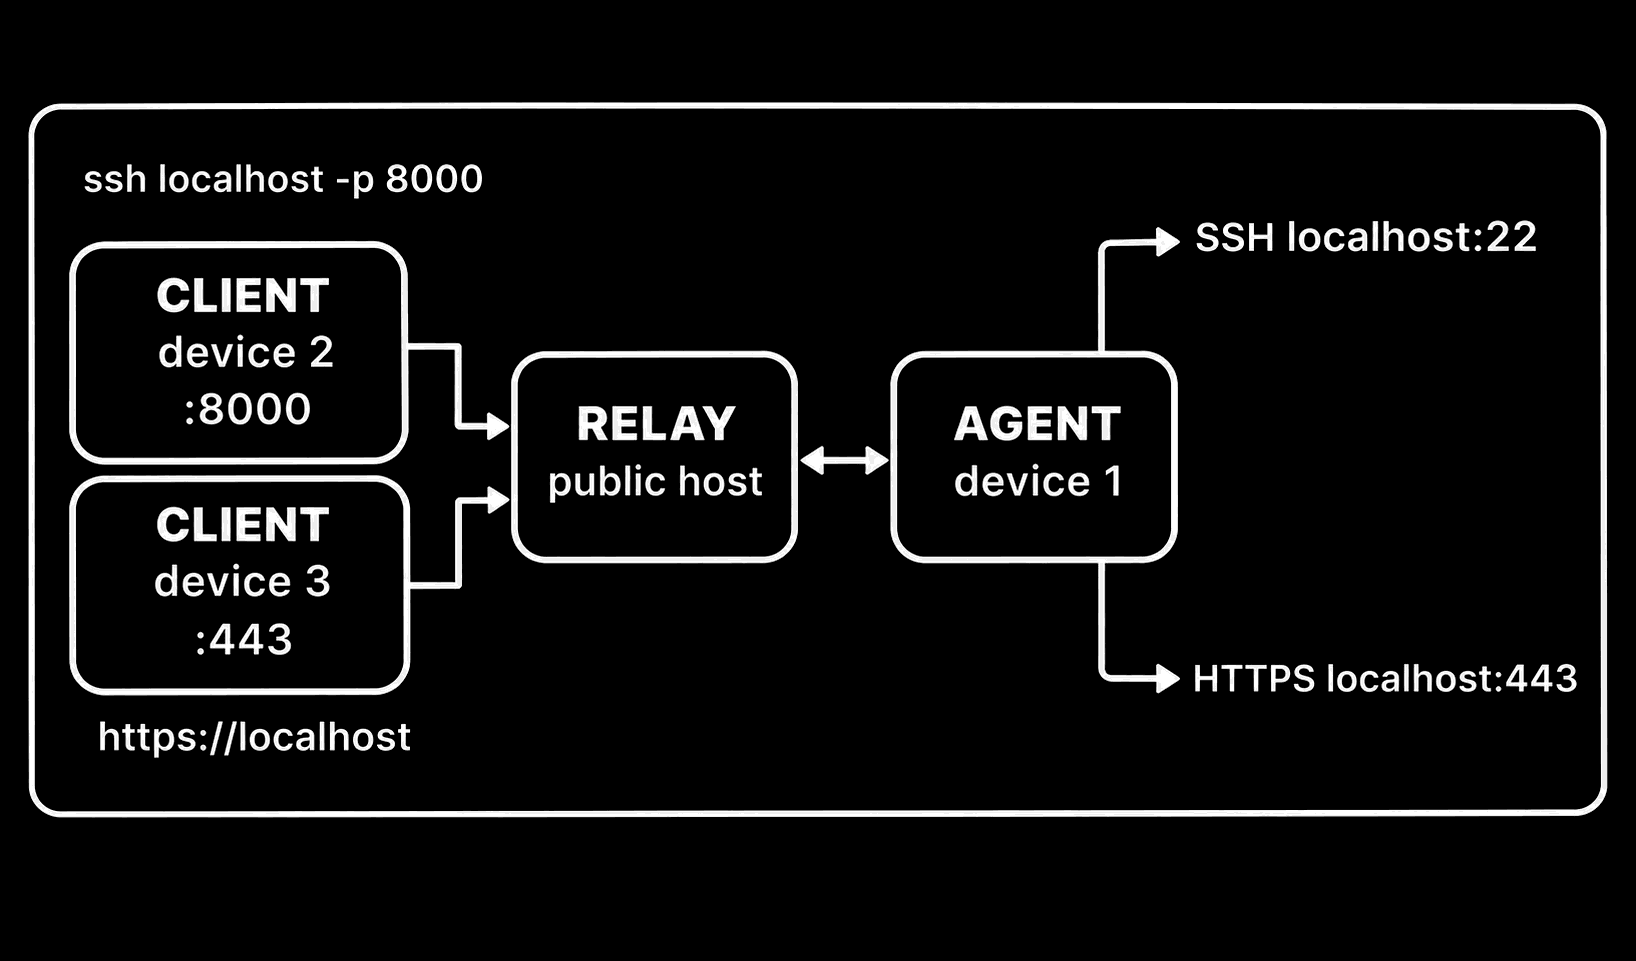 ssh localhost -p 8000
CLIENT
device 2
:8000
CLIENT
device 3
:443
https://localhost
RELAY
public host
AGENT
device 1
SSH localhost:22
HTTPS localhost:443